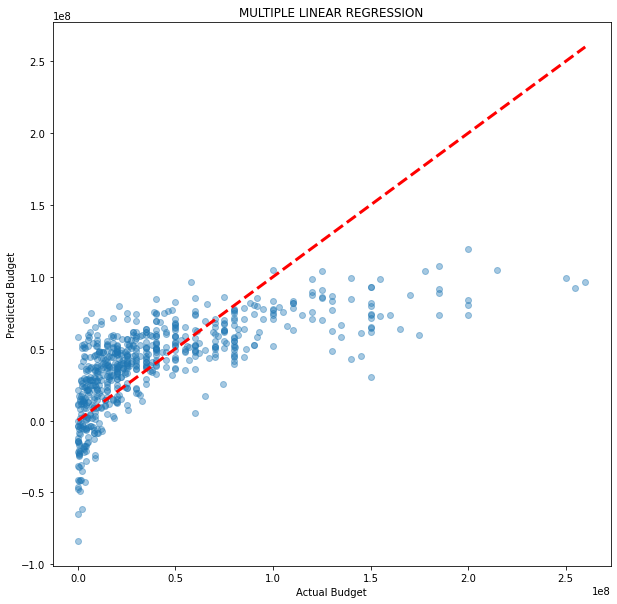 MULTIPLE LINEAR REGRESSION
1e8
2.5
2.0
1.5
1.0
0.5
0.0
−0.5
−1.0
Predicted Budget
0.0 0.5 1.0 1.5 2.0 2.5
Actual Budget
1e8